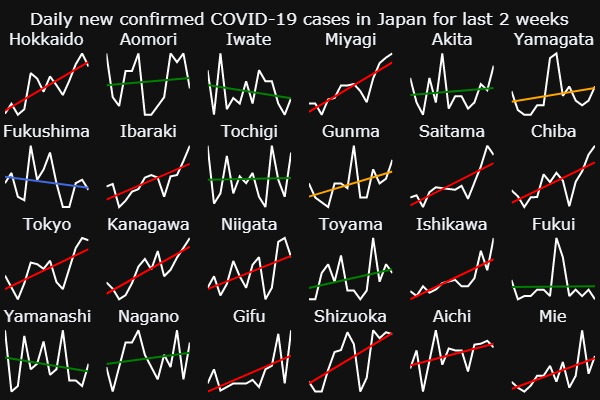 Daily new confirmed COVID-19 cases in Japan for last 2 weeks
Hokkaido Aomori Iwate Miyagi Akita Yamagata
Fukushima Ibaraki Tochigi Gunma Saitama Chiba
Tokyo Kanagawa Niigata Toyama Ishikawa Fukui
Yamanashi Nagano Gifu Shizuoka Aichi Mie